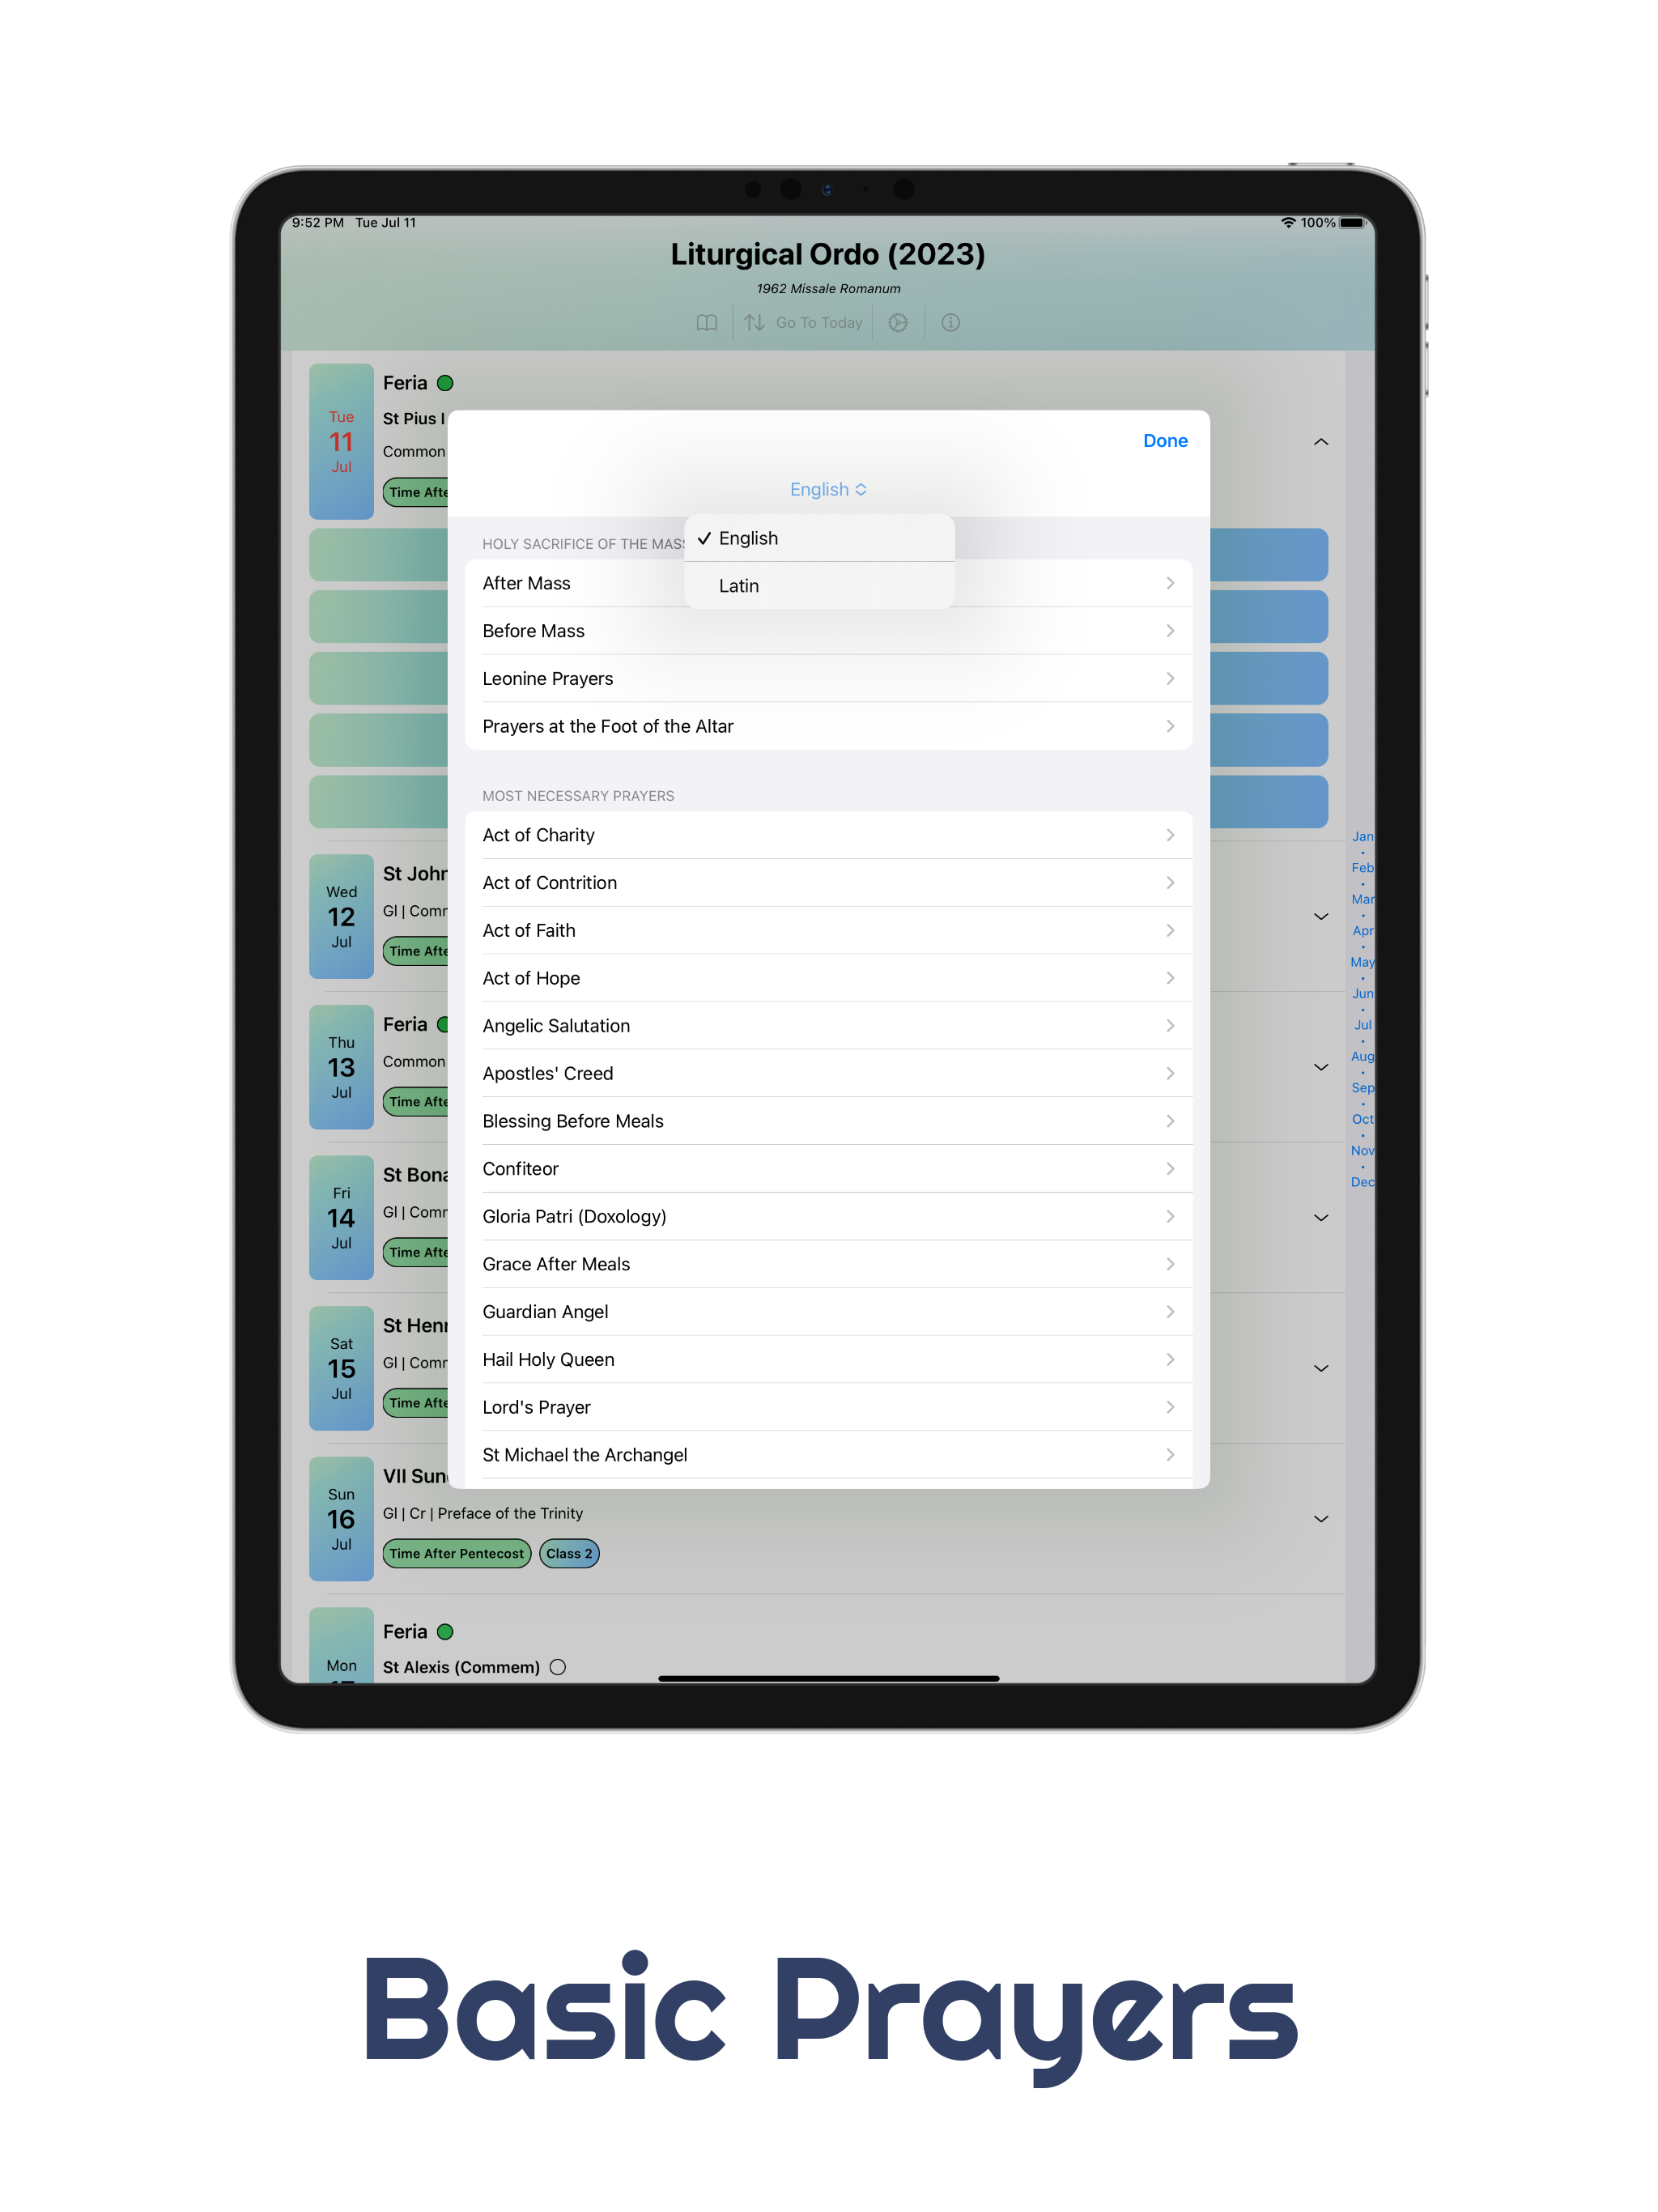 9:52 PM Tue Jul 11
100%
Liturgical Ordo (2023)
1962 Missale Romanum
Go To Today
Tue
11
Jul
Feria
St Pius I
Common
Time Afte
Done
English
English
Latin
HOLY SACRIFICE OF THE MASS
After Mass
Before Mass
Leonine Prayers
Prayers at the Foot of the Altar
MOST NECESSARY PRAYERS
Act of Charity
Act of Contrition
Act of Faith
Act of Hope
Angelic Salutation
Apostles' Creed
Blessing Before Meals
Confiteor
Gloria Patri (Doxology)
Grace After Meals
Guardian Angel
Hail Holy Queen
Lord's Prayer
St Michael the Archangel
Wed
12
Jul
St John
Gl | Comm
Time Afte
Thu
13
Jul
Feria
Common
Time Afte
Fri
14
Jul
St Bona
Gl | Comm
Time Afte
Sat
15
Jul
St Henr
Gl | Comm
Time Afte
Sun
16
Jul
VII Sun
Gl | Cr | Preface of the Trinity
Time After Pentecost
Class 2
Mon
Feria
St Alexis (Commem)
Jan
Feb
Mar
Apr
May
Jun
Jul
Aug
Sep
Oct
Nov
Dec
Basic Prayers